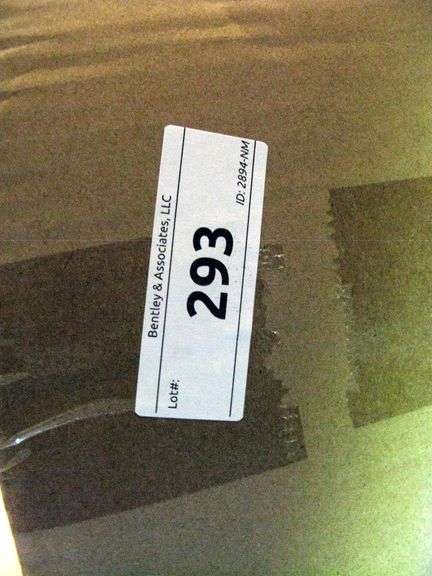 Bentley & Associates, LLC
Lot#:
293
ID: 2894-NM